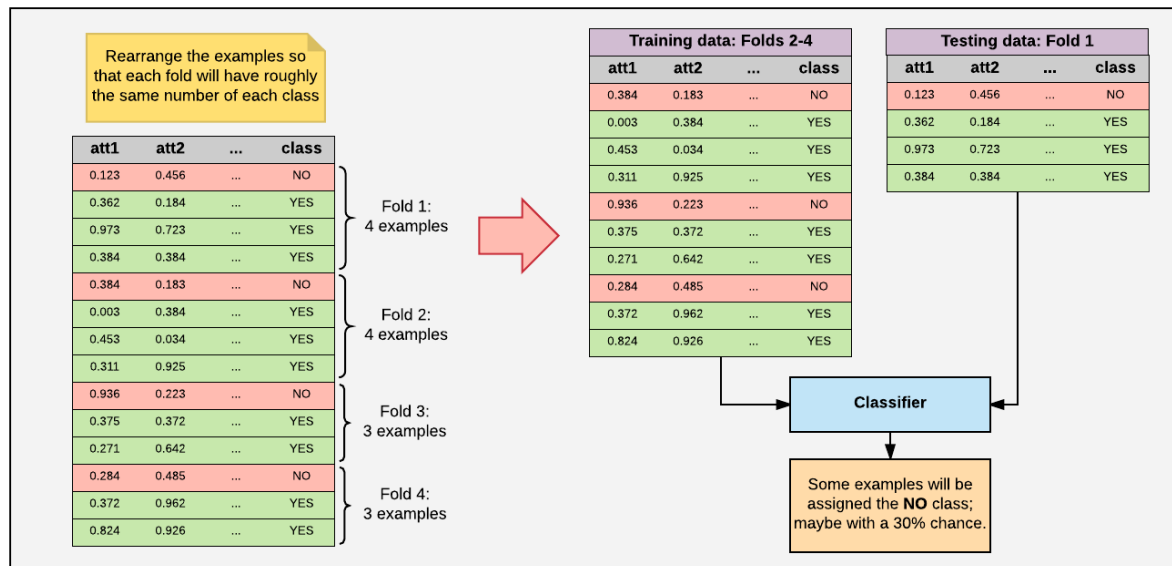 Rearrange the examples so
that each fold will have roughly
the same number of each class
att1 att2 ... class
0.123 0.456 ... NO
0.362 0.184 ... YES
0.973 0.723 ... YES
0.384 0.384 ... YES
0.384 0.183 ... NO
0.003 0.384 ... YES
0.453 0.034 ... YES
0.311 0.925 ... YES
0.936 0.223 ... NO
0.375 0.372 ... YES
0.271 0.642 ... YES
0.284 0.485 ... NO
0.372 0.962 ... YES
0.824 0.926 ... YES
Fold 1:
4 examples
Fold 2:
4 examples
Fold 3:
3 examples
Fold 4:
3 examples
Training data: Folds 2-4
att1 att2 ... class
0.384 0.183 ... NO
0.003 0.384 ... YES
0.453 0.034 ... YES
0.311 0.925 ... YES
0.936 0.223 ... NO
0.375 0.372 ... YES
0.271 0.642 ... YES
0.284 0.485 ... NO
0.372 0.962 ... YES
0.824 0.926 ... YES
Testing data: Fold 1
att1 att2 ... class
0.123 0.456 ... NO
0.362 0.184 ... YES
0.973 0.723 ... YES
0.384 0.384 ... YES
Classifier
Some examples will be
assigned the NO class;
maybe with a 30% chance.